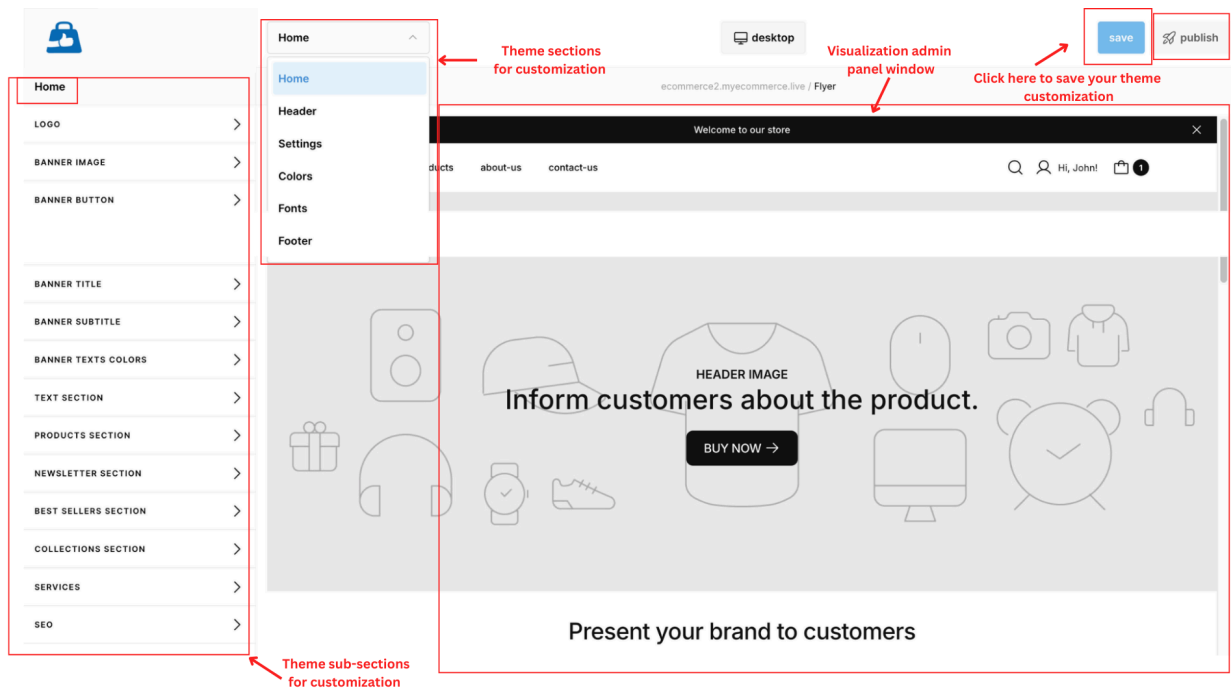 Home
desktop
save
publish
Theme sections
for customization
Visualization admin
panel window
Click here to save your theme
customization
Home
ecommerce2.myecommerce.live / Flyer
LOGO
BANNER IMAGE
BANNER BUTTON
BANNER TITLE
BANNER SUBTITLE
BANNER TEXTS COLORS
TEXT SECTION
PRODUCTS SECTION
NEWSLETTER SECTION
BEST SELLERS SECTION
COLLECTIONS SECTION
SERVICES
SEO
Theme sub-sections
for customization
Home
Header
Settings
Colors
Fonts
Footer
Welcome to our store
ducts about-us contact-us Hi, John! 1
HEADER IMAGE
Inform customers about the product.
BUY NOW →
Present your brand to customers